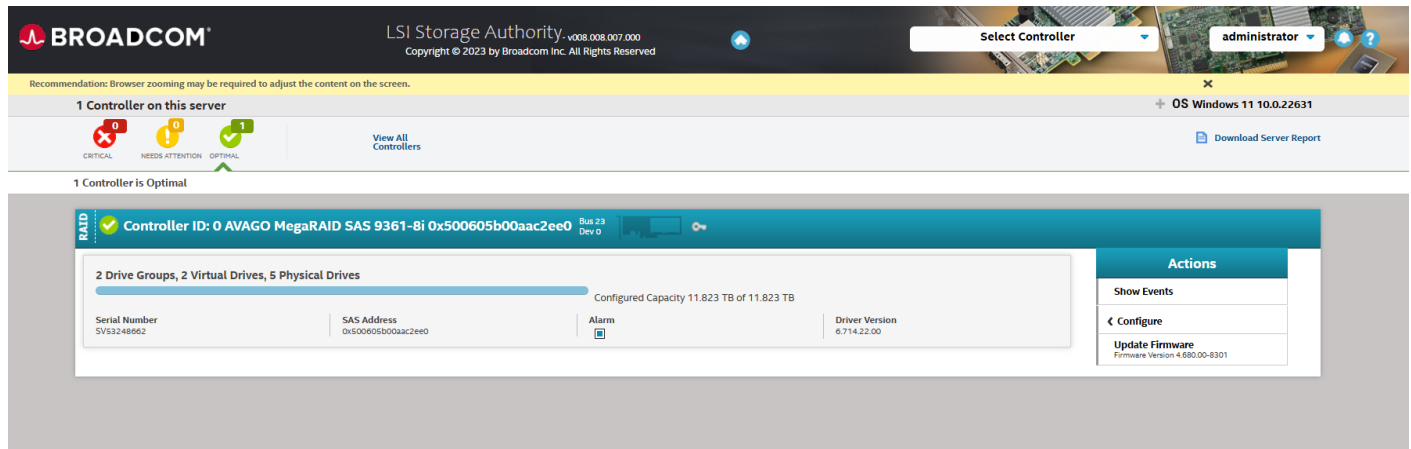 BROADCOM®
LSI Storage Authority. v008.008.007.000
Copyright © 2023 by Broadcom Inc. All Rights Reserved
Select Controller
administrator
?
Recommendation: Browser zooming may be required to adjust the content on the screen.
1 Controller on this server
OS Windows 11 10.0.22631
0
0
1
CRITICAL
NEEDS ATTENTION
OPTIMAL
View All
Controllers
Download Server Report
1 Controller is Optimal
RAID
Controller ID: 0 AVAGO MegaRAID SAS 9361-8i 0x500605b00aac2ee0
Bus 23
Dev 0
2 Drive Groups, 2 Virtual Drives, 5 Physical Drives
Configured Capacity 11.823 TB of 11.823 TB
Serial Number
SV53248662
SAS Address
0x500605b00aac2ee0
Alarm
Driver Version
6.714.22.00
Actions
Show Events
Configure
Update Firmware
Firmware Version 4.680.00-8301